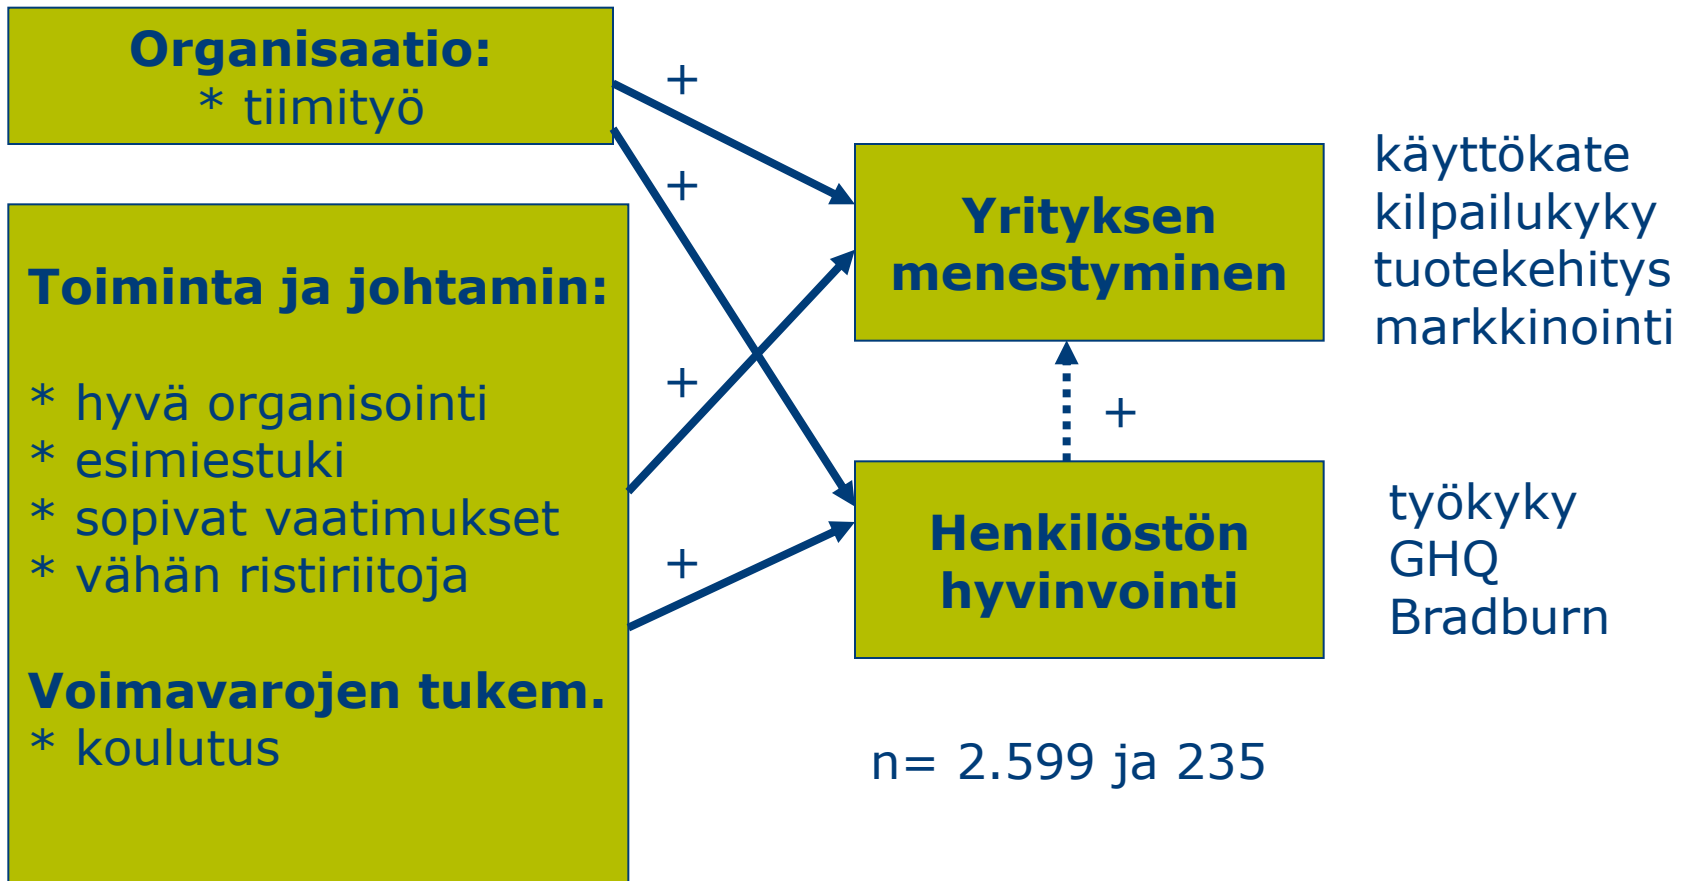 Organisaatio:
* tiimityö
Toiminta ja johtamin:
* hyvä organisointi
* esimiestuki
* sopivat vaatimukset
* vähän ristiriitoja
Voimavarojen tukem.
* koulutus
+
+
+
+
Yrityksen
menestyminen
+
Henkilöstön
hyvinvointi
käyttökate
kilpailukyky
tuotekehitys
markkinointi
työkyky
GHQ
Bradburn
n= 2.599 ja 235